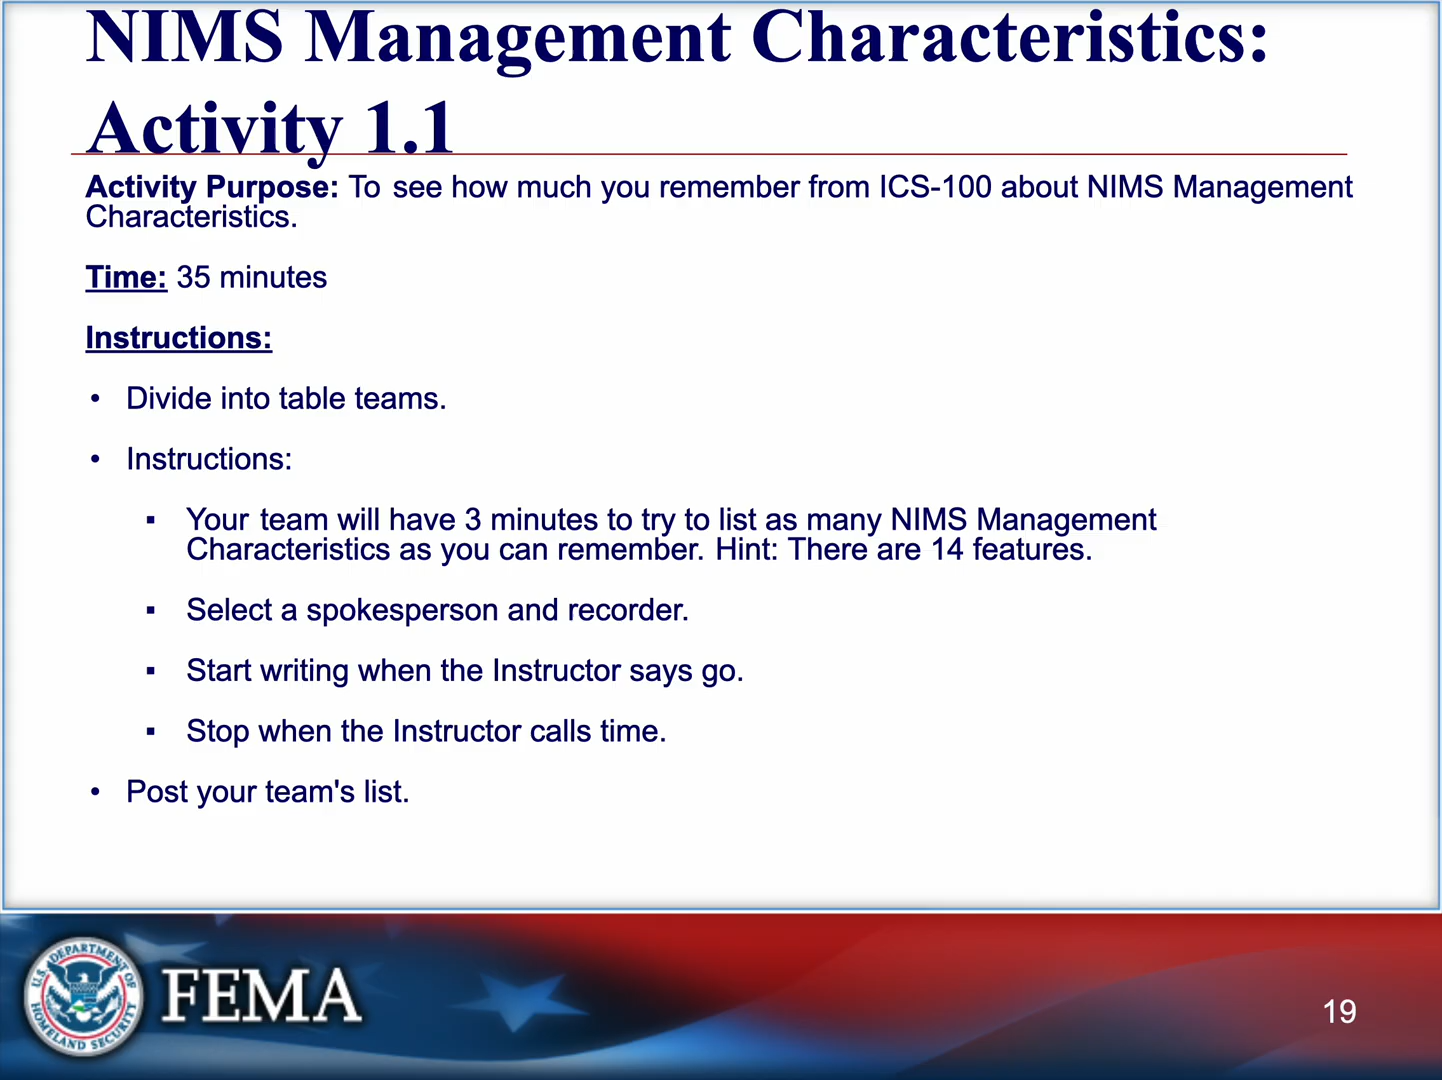 NIMS Management Characteristics:
Activity 1.1
Activity Purpose: To see how much you remember from ICS-100 about NIMS Management
Characteristics.
Time: 35 minutes
Instructions:
• Divide into table teams.
• Instructions:
▪ Your team will have 3 minutes to try to list as many NIMS Management
Characteristics as you can remember. Hint: There are 14 features.
▪ Select a spokesperson and recorder.
▪ Start writing when the Instructor says go.
▪ Stop when the Instructor calls time.
• Post your team's list.
U.S. DEPARTMENT OF
HOMELAND SECURITY
FEMA
19